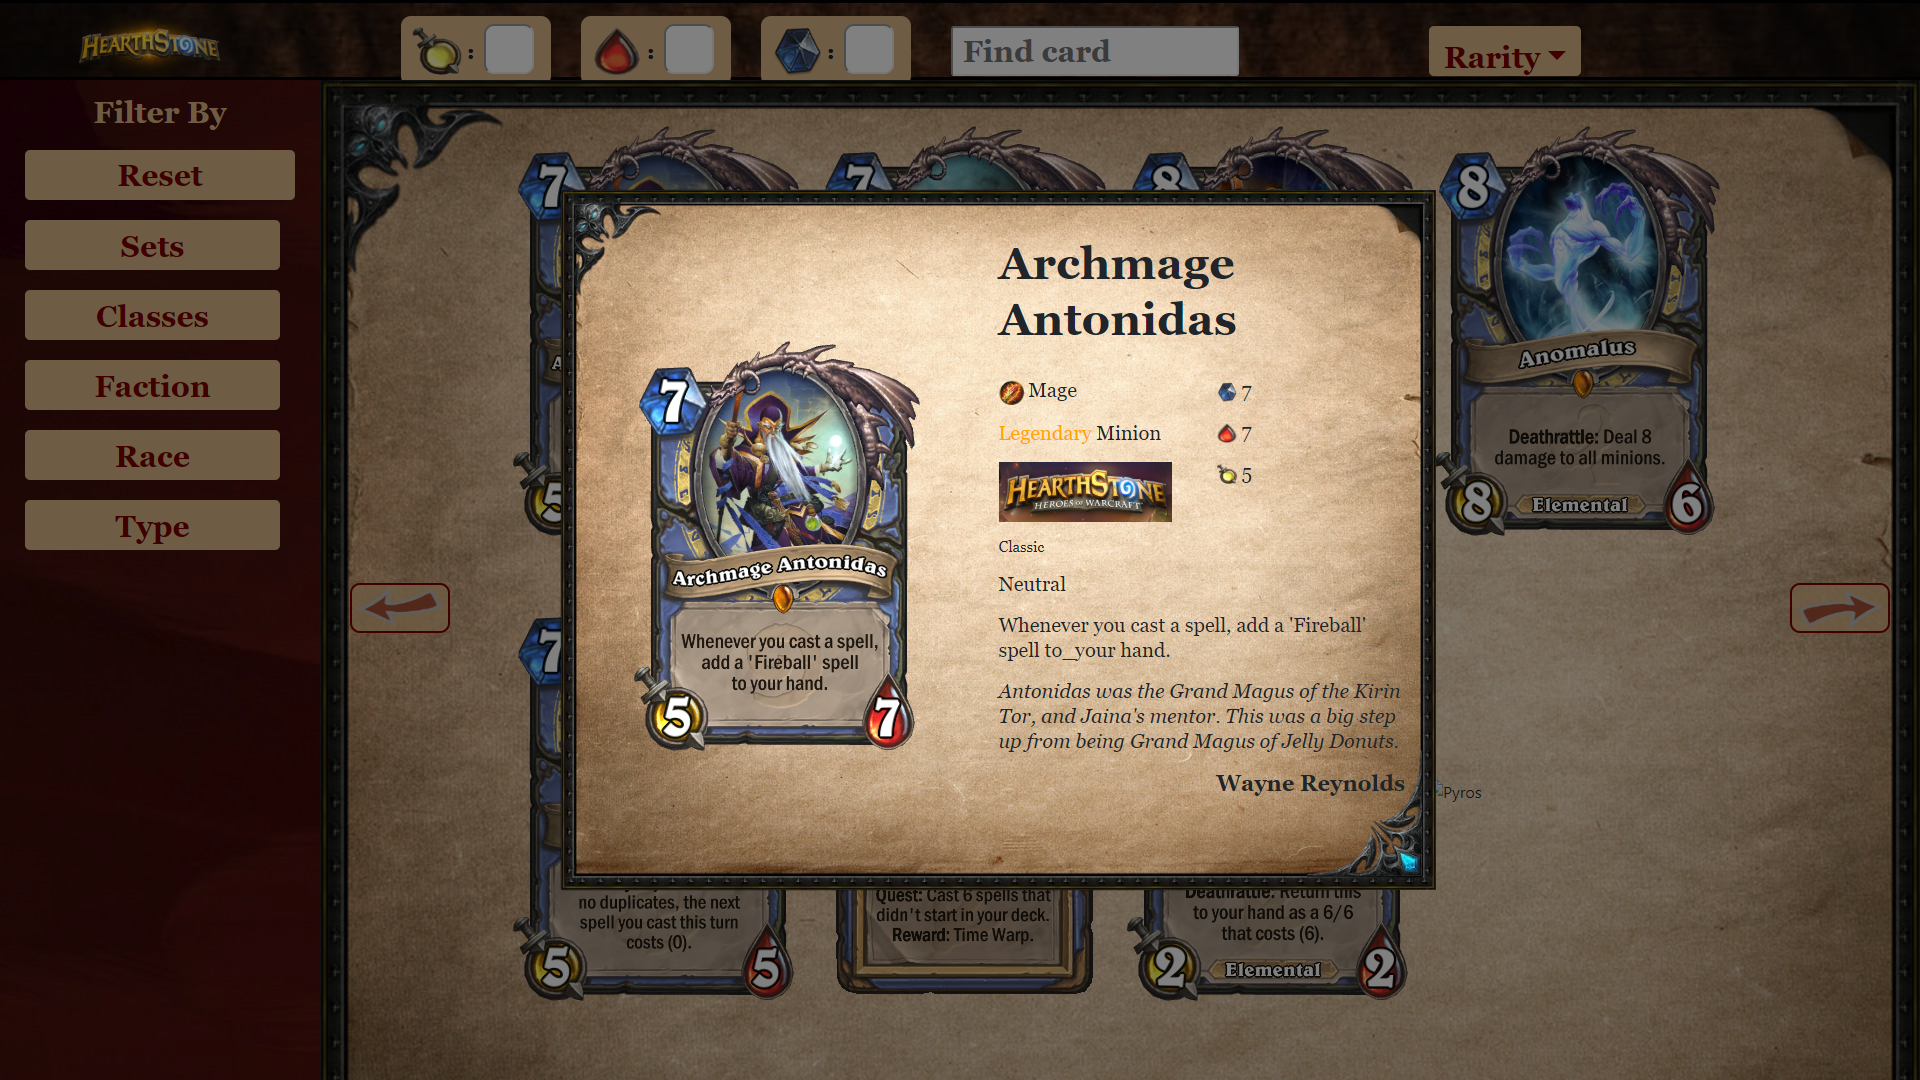 HEARTHSTONE
:
:
:
Find card
Rarity
Filter By
Reset
Sets
Classes
Faction
Race
Type
7
7
8
8
Anomalus
Deathrattle: Deal 8
damage to all minions.
8
Elemental
6
5
7
Archmage Antonidas
Whenever you cast a spell,
add a 'Fireball' spell
to your hand.
5
7
Archmage
Antonidas
Mage
7
Legendary Minion
7
HEARTHSTONE
HEROES OF WARCRAFT
5
Classic
Neutral
Whenever you cast a spell, add a 'Fireball'
spell to_your hand.
Antonidas was the Grand Magus of the Kirin
Tor, and Jaina's mentor. This was a big step
up from being Grand Magus of Jelly Donuts.
Wayne Reynolds
7
no duplicates, the next
spell you cast this turn
costs (0).
5
5
Quest: Cast 6 spells that
didn't start in your deck.
Reward: Time Warp.
Deathrattle: Return this
to your hand as a 6/6
that costs (6).
2
Elemental
2
Pyros